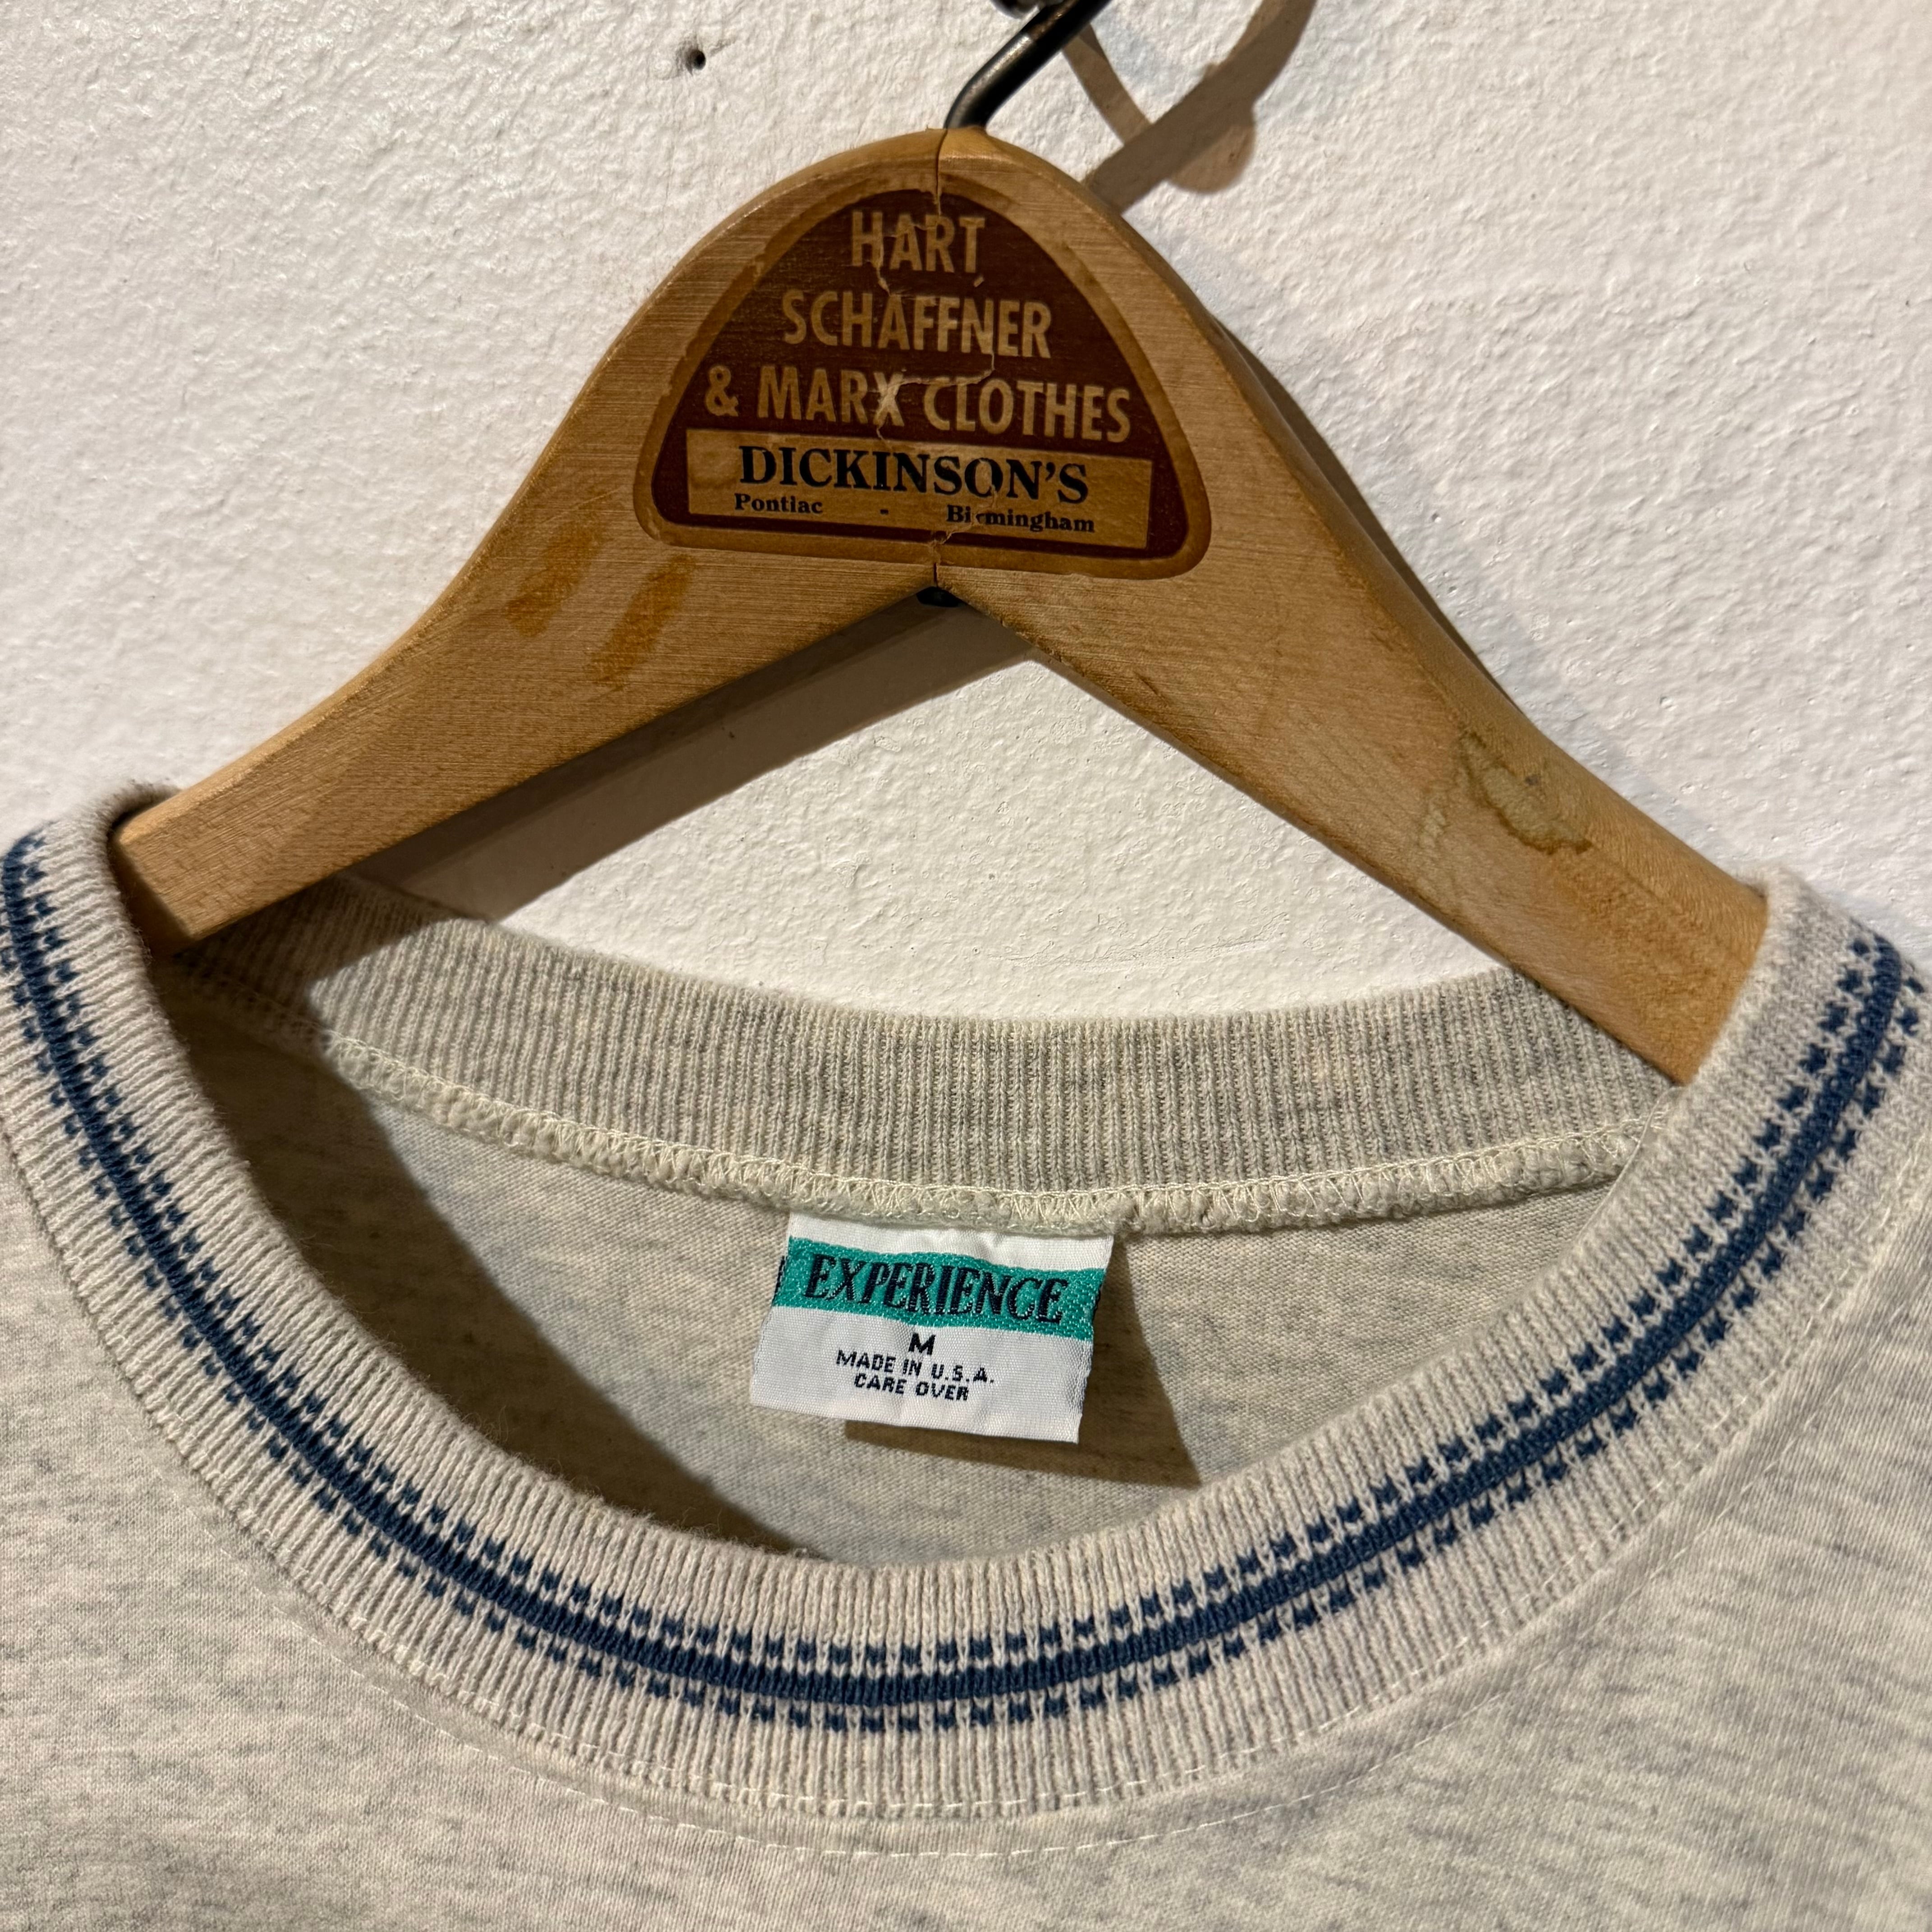 HART
SCHAFFNER
& MARX CLOTHES
DICKINSON'S
Pontiac - Birmingham
EXPERIENCE
M
MADE IN U.S.A.
CARE OVER